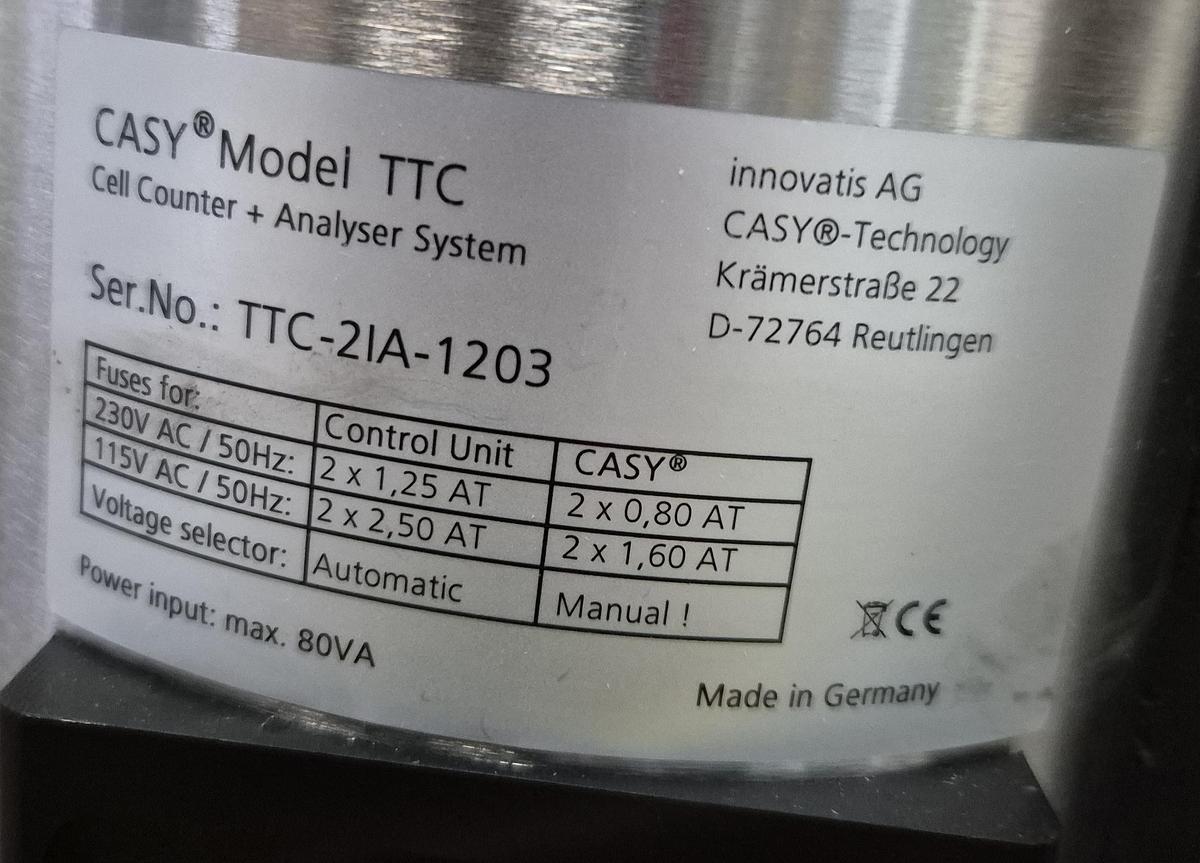 CASY® Model TTC
Cell Counter + Analyser System
Ser.No.: TTC-2IA-1203
innovatis AG
CASY®-Technology
Krämerstraße 22
D-72764 Reutlingen
Fuses for: Control Unit CASY®
230V AC / 50Hz: 2 x 1,25 AT 2 x 0,80 AT
115V AC / 50Hz: 2 x 2,50 AT 2 x 1,60 AT
Voltage selector: Automatic Manual !
Power input: max. 80VA
CE
Made in Germany